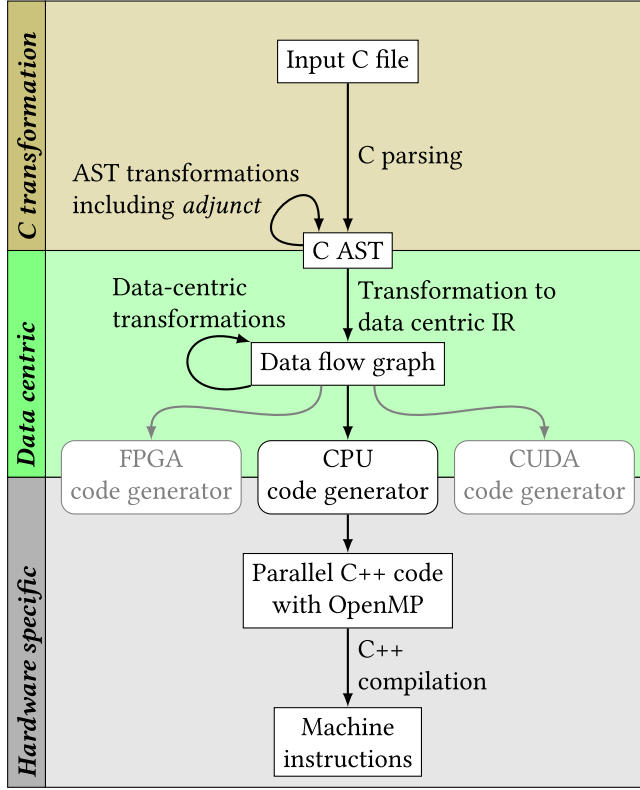 C transformation
Input C file
C parsing
AST transformations
including adjunct
C AST
Data centric
Data-centric
transformations
Transformation to
data centric IR
Data flow graph
FPGA
code generator
CPU
code generator
CUDA
code generator
Hardware specific
Parallel C++ code
with OpenMP
C++
compilation
Machine
instructions